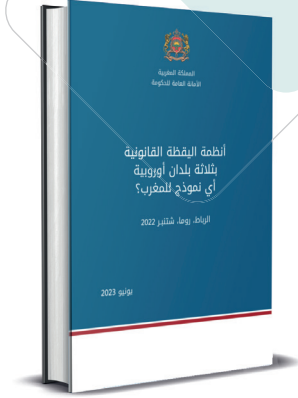 المملكة المغربية
الأمانة العامة للحكومة
أنظمة اليقظة القانونية
بثلاثة بلدان أوروبية
أي نموذج للمغرب؟
الرباط، روما، شتنبر 2022
يونيو 2023